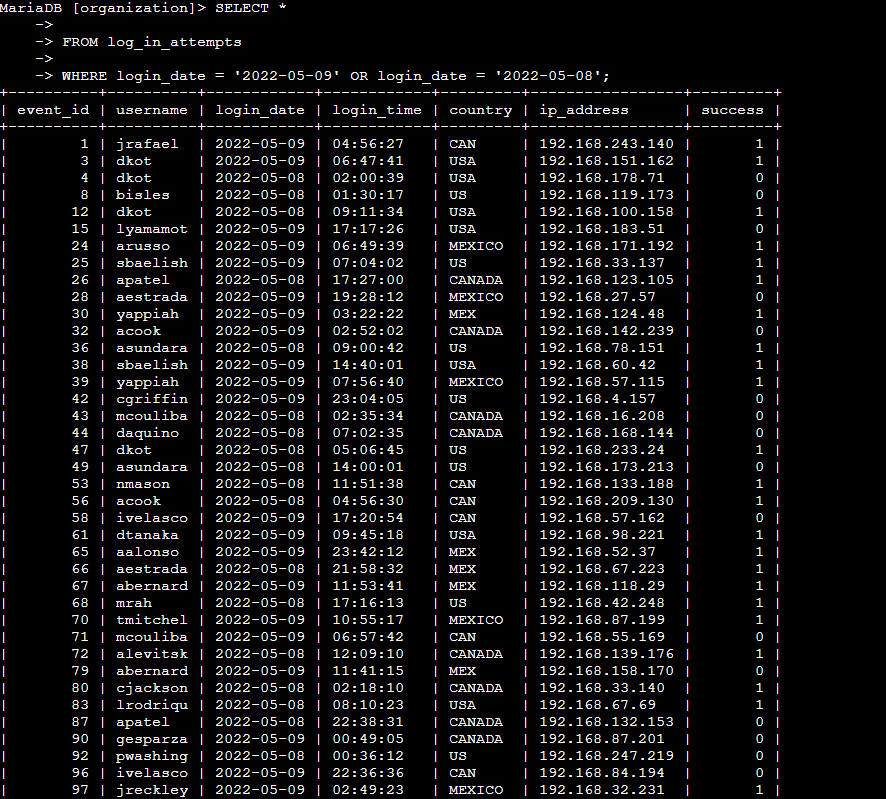 MariaDB [organization]> SELECT *
    ->
    -> FROM log_in_attempts
    ->
    -> WHERE login_date = '2022-05-09' OR login_date = '2022-05-08';
+----------+----------+------------+------------+---------+-----------------+---------+
| event_id | username | login_date | login_time | country | ip_address      | success |
+----------+----------+------------+------------+---------+-----------------+---------+
|        1 | jrafael  | 2022-05-09 | 04:56:27   | CAN     | 192.168.243.140 |       1 |
|        3 | dkot     | 2022-05-09 | 06:47:41   | USA     | 192.168.151.162 |       1 |
|        4 | dkot     | 2022-05-08 | 02:00:39   | USA     | 192.168.178.71  |       0 |
|        8 | bisles   | 2022-05-08 | 01:30:17   | US      | 192.168.119.173 |       0 |
|       12 | dkot     | 2022-05-08 | 09:11:34   | USA     | 192.168.100.158 |       1 |
|       15 | lyamamot | 2022-05-09 | 17:17:26   | USA     | 192.168.183.51  |       0 |
|       24 | arusso   | 2022-05-09 | 06:49:39   | MEXICO  | 192.168.171.192 |       1 |
|       25 | sbaelish | 2022-05-09 | 07:04:02   | US      | 192.168.33.137  |       1 |
|       26 | apatel   | 2022-05-08 | 17:27:00   | CANADA  | 192.168.123.105 |       1 |
|       28 | aestrada | 2022-05-09 | 19:28:12   | MEXICO  | 192.168.27.57   |       0 |
|       30 | yappiah  | 2022-05-09 | 03:22:22   | MEX     | 192.168.124.48  |       1 |
|       32 | acook    | 2022-05-09 | 02:52:02   | CANADA  | 192.168.142.239 |       0 |
|       36 | asundara | 2022-05-08 | 09:00:42   | US      | 192.168.78.151  |       1 |
|       38 | sbaelish | 2022-05-09 | 14:40:01   | USA     | 192.168.60.42   |       1 |
|       39 | yappiah  | 2022-05-09 | 07:56:40   | MEXICO  | 192.168.57.115  |       1 |
|       42 | cgriffin | 2022-05-09 | 23:04:05   | US      | 192.168.4.157   |       0 |
|       43 | mcouliba | 2022-05-08 | 02:35:34   | CANADA  | 192.168.16.208  |       0 |
|       44 | daquino  | 2022-05-08 | 07:02:35   | CANADA  | 192.168.168.144 |       0 |
|       47 | dkot     | 2022-05-08 | 05:06:45   | US      | 192.168.233.24  |       1 |
|       49 | asundara | 2022-05-08 | 14:00:01   | US      | 192.168.173.213 |       0 |
|       53 | nmason   | 2022-05-08 | 11:51:38   | CAN     | 192.168.133.188 |       1 |
|       56 | acook    | 2022-05-08 | 04:56:30   | CAN     | 192.168.209.130 |       1 |
|       58 | ivelasco | 2022-05-09 | 17:20:54   | CAN     | 192.168.57.162  |       0 |
|       61 | dtanaka  | 2022-05-09 | 09:45:18   | USA     | 192.168.98.221  |       1 |
|       65 | aalonso  | 2022-05-09 | 23:42:12   | MEX     | 192.168.52.37   |       1 |
|       66 | aestrada | 2022-05-08 | 21:58:32   | MEX     | 192.168.67.223  |       1 |
|       67 | abernard | 2022-05-09 | 11:53:41   | MEX     | 192.168.118.29  |       1 |
|       68 | mrah     | 2022-05-08 | 17:16:13   | US      | 192.168.42.248  |       1 |
|       70 | tmitchel | 2022-05-09 | 10:55:17   | MEXICO  | 192.168.87.199  |       1 |
|       71 | mcouliba | 2022-05-09 | 06:57:42   | CAN     | 192.168.55.169  |       0 |
|       72 | alevitsk | 2022-05-08 | 12:09:10   | CANADA  | 192.168.139.176 |       1 |
|       79 | abernard | 2022-05-09 | 11:41:15   | MEX     | 192.168.158.170 |       0 |
|       80 | cjackson | 2022-05-08 | 02:18:10   | CANADA  | 192.168.33.140  |       1 |
|       83 | lrodriqu | 2022-05-08 | 08:10:23   | USA     | 192.168.67.69   |       1 |
|       87 | apatel   | 2022-05-08 | 22:38:31   | CANADA  | 192.168.132.153 |       0 |
|       90 | gesparza | 2022-05-09 | 00:49:05   | CANADA  | 192.168.87.201  |       0 |
|       92 | pwashing | 2022-05-08 | 00:36:12   | US      | 192.168.247.219 |       0 |
|       96 | ivelasco | 2022-05-09 | 22:36:36   | CAN     | 192.168.84.194  |       0 |
|       97 | jreckley | 2022-05-09 | 02:49:23   | MEXICO  | 192.168.32.231  |       1 |